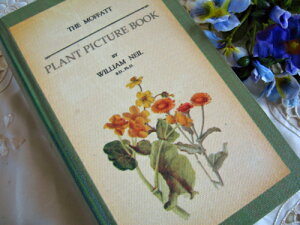 THE MOFFATT
PLANT PICTURE BOOK
BY
WILLIAM NEIL